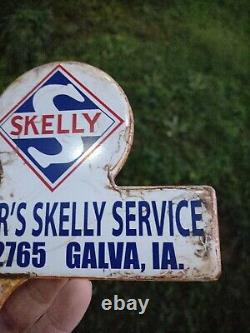 S
SKELLY
R'S SKELLY SERVICE
2765 GALVA, IA.
ebay